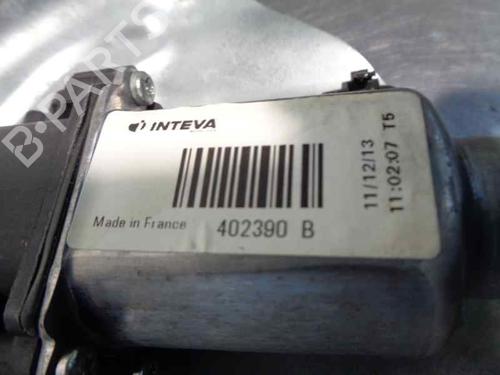 INTEVA
Made in France
402390 B
11/12/13
11:02:07 T5
B-PARTS